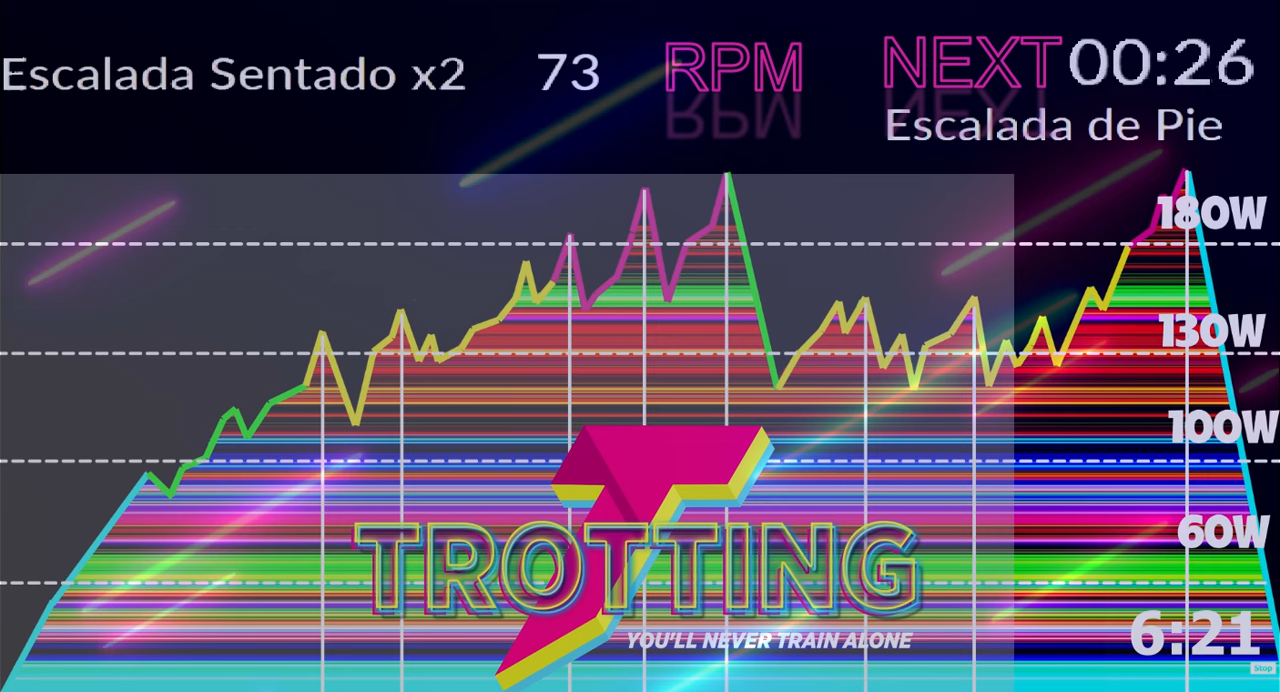 Escalada Sentado x2 73 RPM NEXT 00:26
Escalada de Pie
180W
130W
100W
60W
TROTTING
YOU'LL NEVER TRAIN ALONE
6:21
Stop